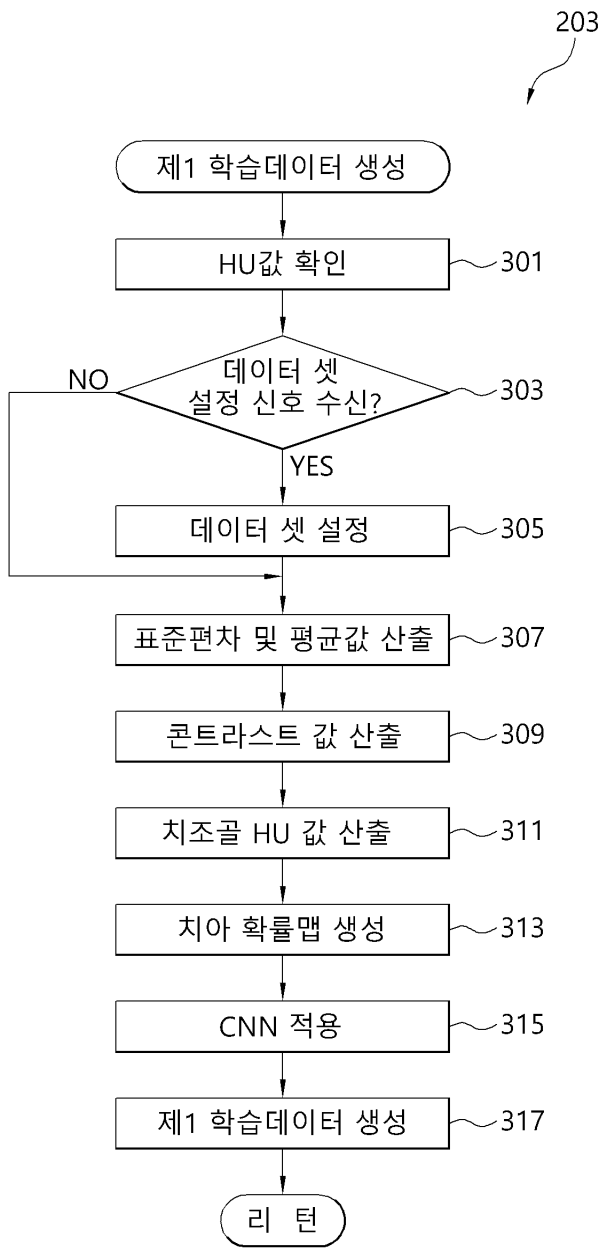 203
제1 학습데이터 생성
HU값 확인
301
데이터 셋
설정 신호 수신?
303
NO
YES
데이터 셋 설정
305
표준편차 및 평균값 산출
307
콘트라스트 값 산출
309
치조골 HU 값 산출
311
치아 확률맵 생성
313
CNN 적용
315
제1 학습데이터 생성
317
리 턴